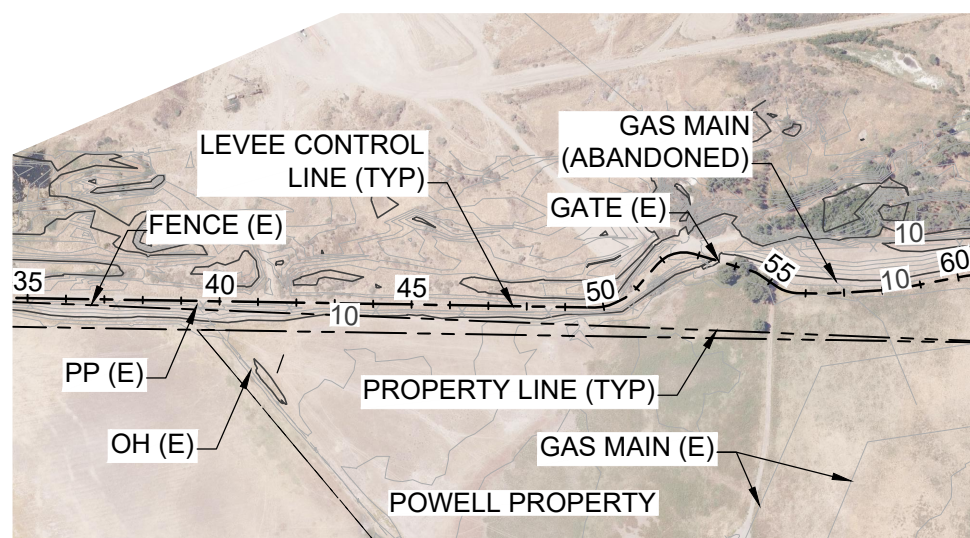 LEVEE CONTROL
LINE (TYP)
GAS MAIN
(ABANDONED)
GATE (E)
FENCE (E)
10
35
40
45
50
55
10
60
10
PP (E)
PROPERTY LINE (TYP)
OH (E)
GAS MAIN (E)
POWELL PROPERTY